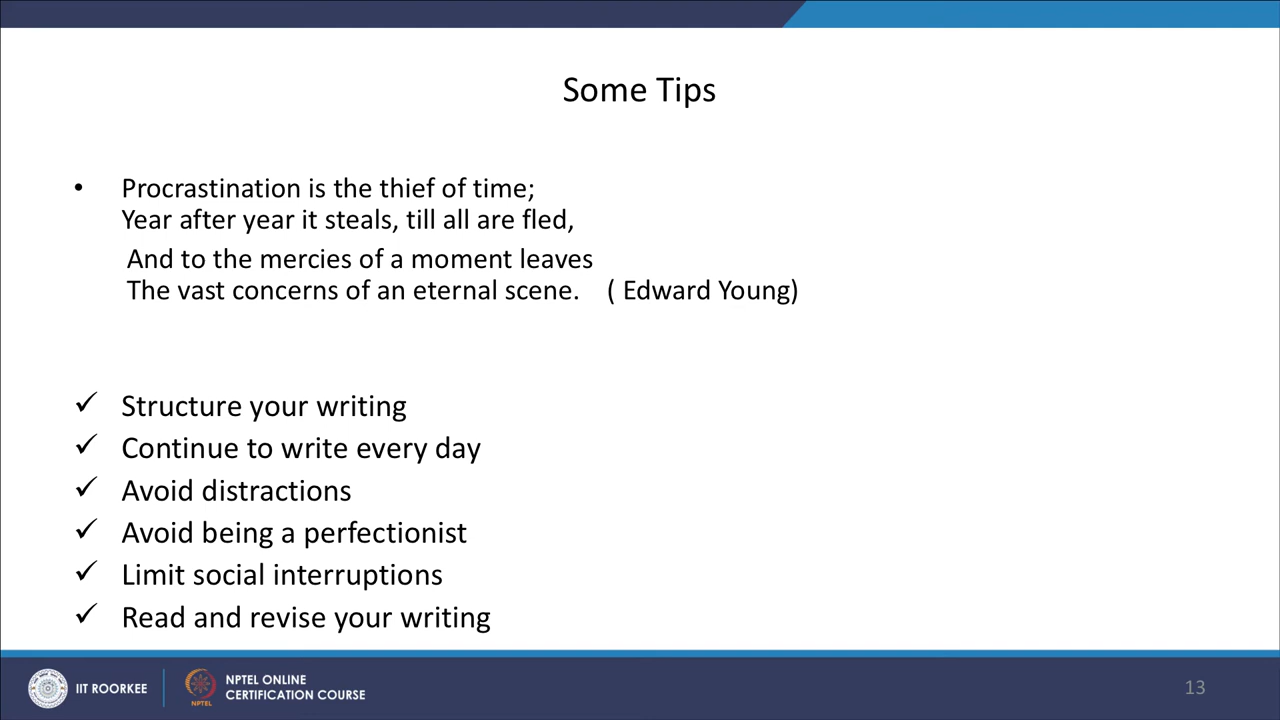 Some Tips
• Procrastination is the thief of time;
Year after year it steals, till all are fled,
And to the mercies of a moment leaves
The vast concerns of an eternal scene. ( Edward Young)
✓ Structure your writing
✓ Continue to write every day
✓ Avoid distractions
✓ Avoid being a perfectionist
✓ Limit social interruptions
✓ Read and revise your writing
IIT ROORKEE
NPTEL
NPTEL ONLINE
CERTIFICATION COURSE
13